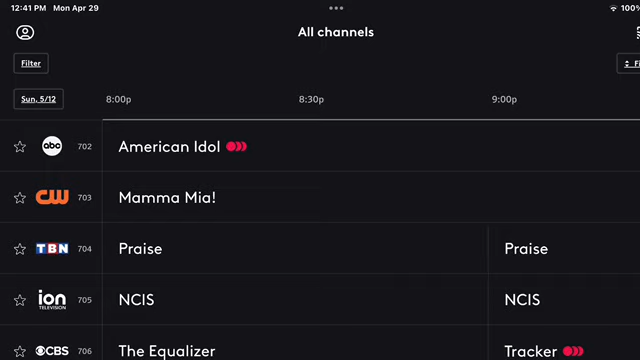 12:41 PM Mon Apr 29
100%
All channels
Filter
Fi
Sun, 5/12 8:00p 8:30p 9:00p
abc 702 American Idol
CW 703 Mamma Mia!
TBN 704 Praise Praise
ion TELEVISION 705 NCIS NCIS
CBS 706 The Equalizer Tracker